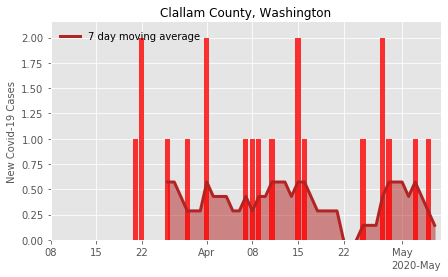 Clallam County, Washington
7 day moving average
New Covid-19 Cases
2.00
1.75
1.50
1.25
1.00
0.75
0.50
0.25
0.00
08 15 22 Apr 08 15 22 May
2020-May